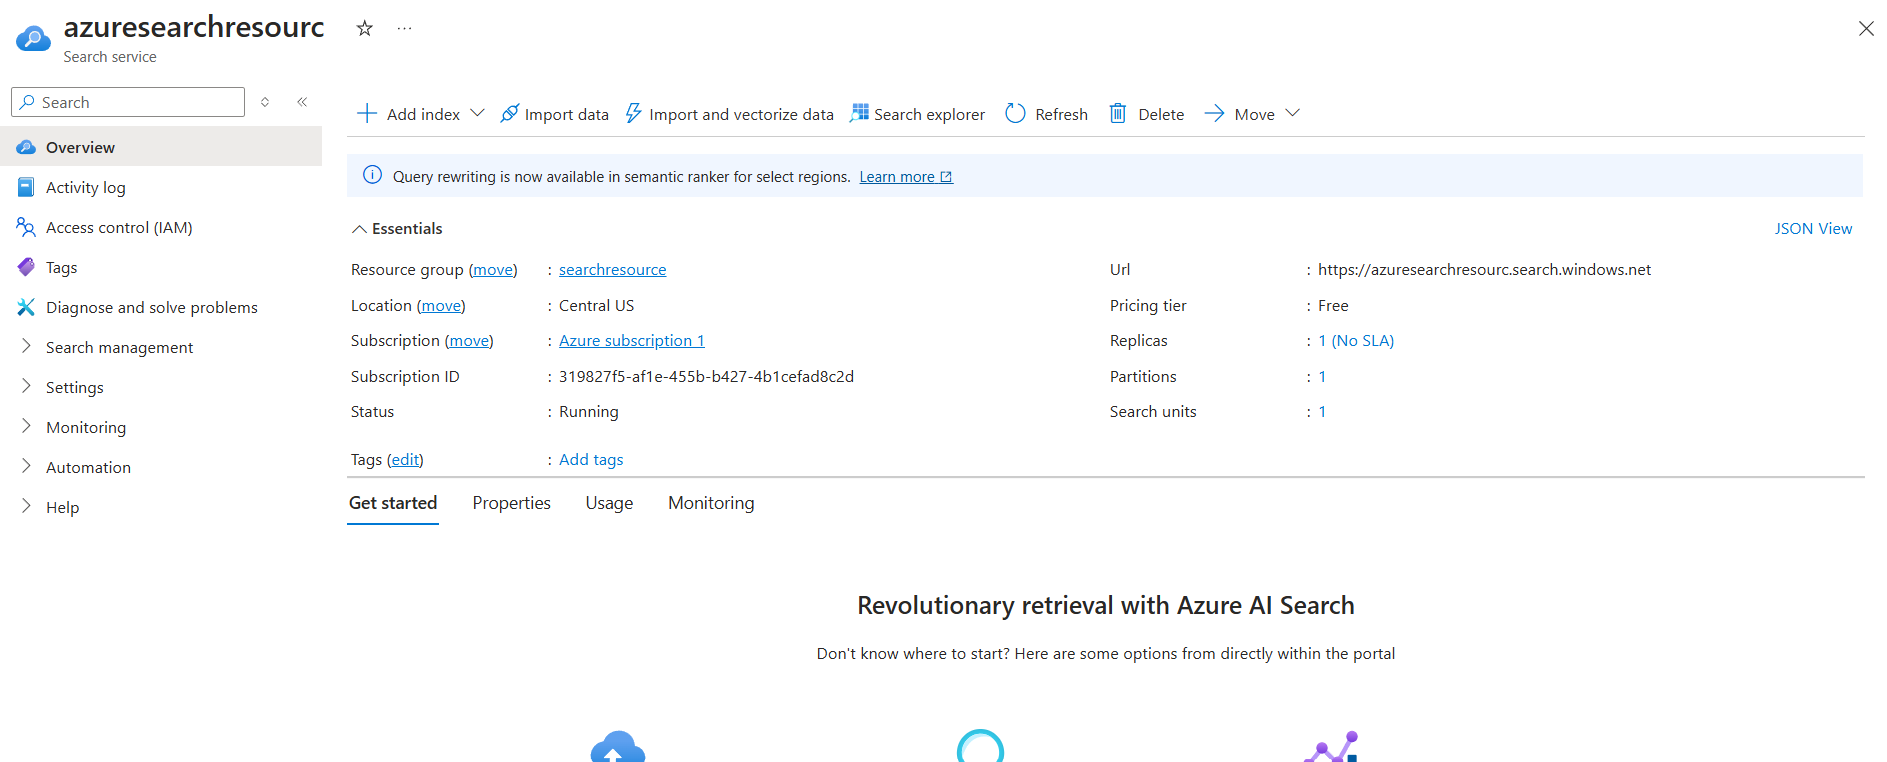 azuresearchresourc
Search service
Search
Add index Import data Import and vectorize data Search explorer Refresh Delete Move
Overview
Activity log
Access control (IAM)
Tags
Diagnose and solve problems
Search management
Settings
Monitoring
Automation
Help
Query rewriting is now available in semantic ranker for select regions. Learn more
Essentials
JSON View
Resource group (move) : searchresource
Location (move) : Central US
Subscription (move) : Azure subscription 1
Subscription ID : 319827f5-af1e-455b-b427-4b1cefad8c2d
Status : Running
Tags (edit) : Add tags
Url : https://azuresearchresourc.search.windows.net
Pricing tier : Free
Replicas : 1 (No SLA)
Partitions : 1
Search units : 1
Get started Properties Usage Monitoring
Revolutionary retrieval with Azure AI Search
Don't know where to start? Here are some options from directly within the portal